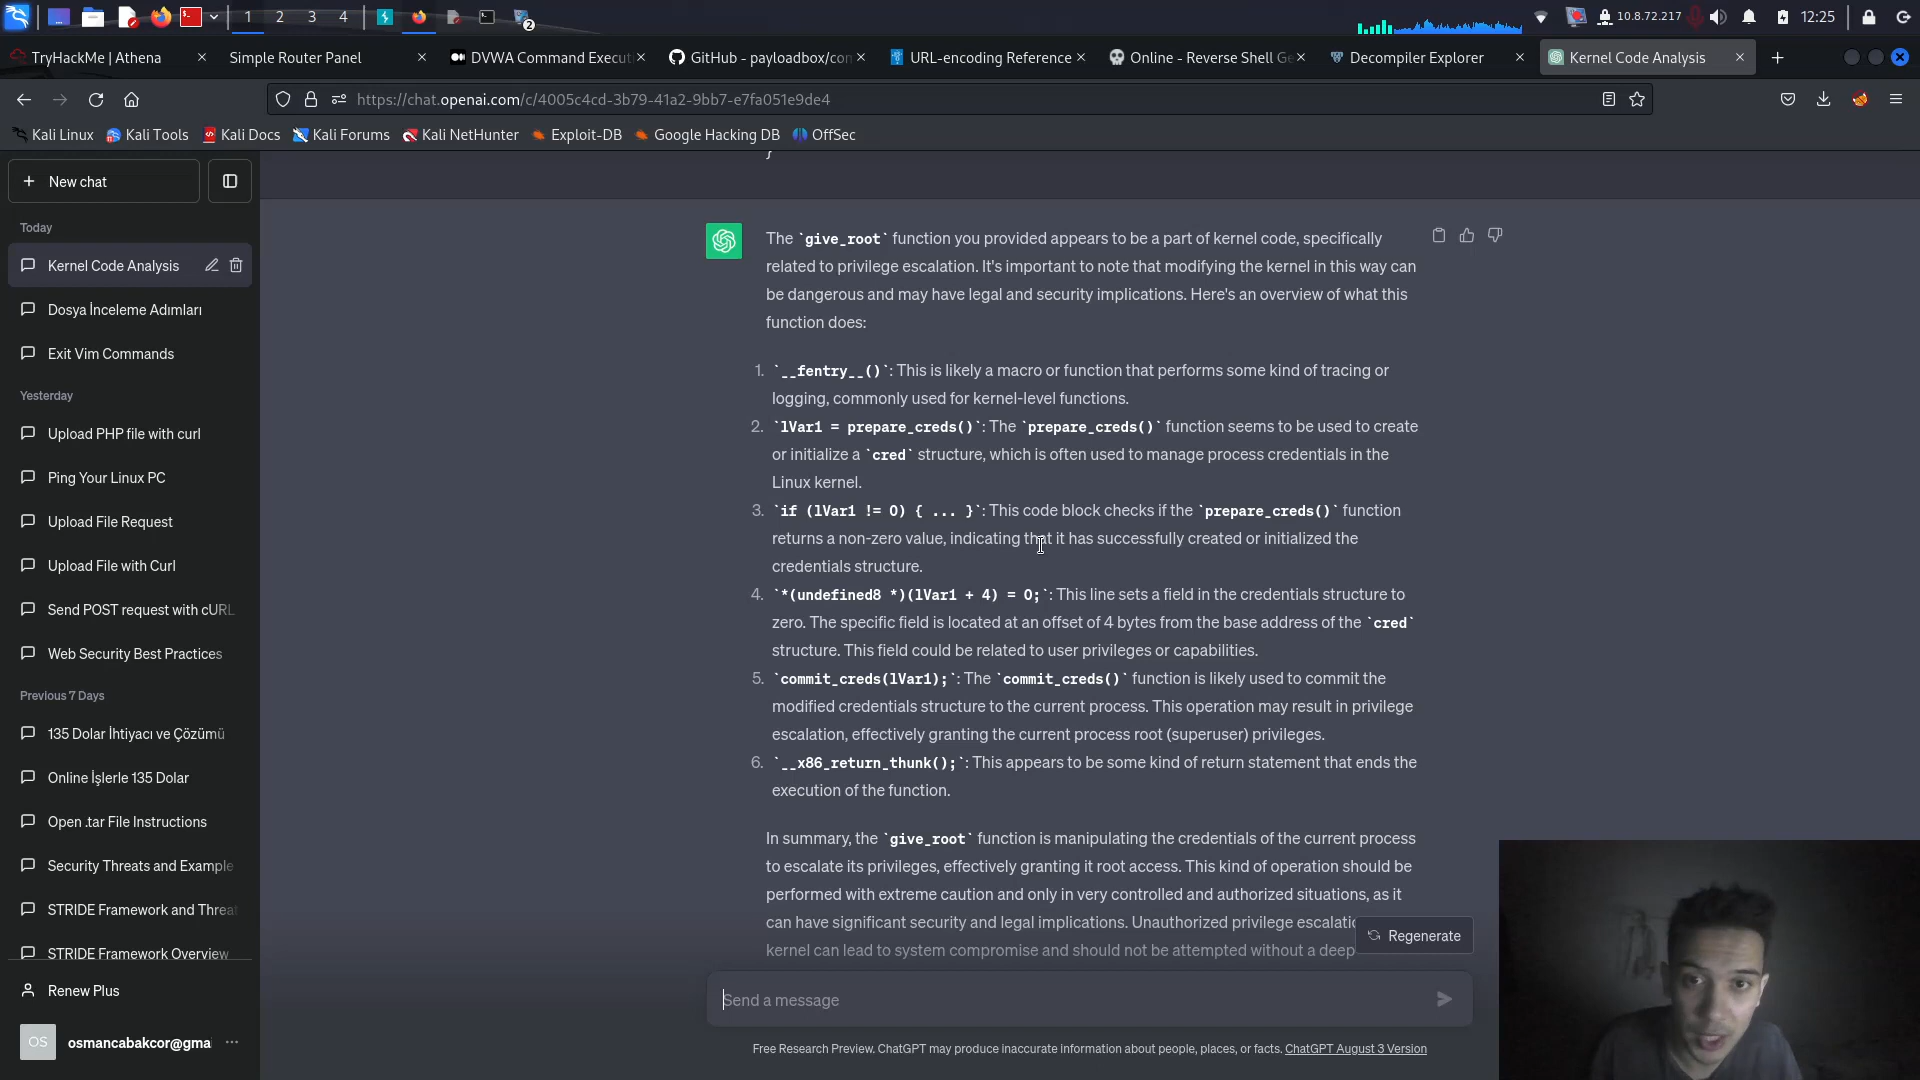 1 2 3 4
2
10.8.72.217
12:25
TryHackMe | Athena
Simple Router Panel
DVWA Command Execut
GitHub - payloadbox/con
URL-encoding Reference
Online - Reverse Shell Ge
Decompiler Explorer
Kernel Code Analysis
https://chat.openai.com/c/4005c4cd-3b79-41a2-9bb7-e7fa051e9de4
Kali Linux
Kali Tools
Kali Docs
Kali Forums
Kali NetHunter
Exploit-DB
Google Hacking DB
OffSec
New chat
Today
Kernel Code Analysis
Dosya İnceleme Adımları
Exit Vim Commands
Yesterday
Upload PHP file with curl
Ping Your Linux PC
Upload File Request
Upload File with Curl
Send POST request with cURL
Web Security Best Practices
Previous 7 Days
135 Dolar İhtiyacı ve Çözümü
Online İşlerle 135 Dolar
Open .tar File Instructions
Security Threats and Example
STRIDE Framework and Threat
STRIDE Framework Overview
Renew Plus
OS
osmancabakcor@gma
}
The `give_root` function you provided appears to be a part of kernel code, specifically
related to privilege escalation. It's important to note that modifying the kernel in this way can
be dangerous and may have legal and security implications. Here's an overview of what this
function does:
1. `__fentry__()`: This is likely a macro or function that performs some kind of tracing or
logging, commonly used for kernel-level functions.
2. `lVar1 = prepare_creds()`: The `prepare_creds()` function seems to be used to create
or initialize a `cred` structure, which is often used to manage process credentials in the
Linux kernel.
3. `if (lVar1 != 0) { ... }`: This code block checks if the `prepare_creds()` function
returns a non-zero value, indicating that it has successfully created or initialized the
credentials structure.
4. `*(undefined8 *)(lVar1 + 4) = 0;`: This line sets a field in the credentials structure to
zero. The specific field is located at an offset of 4 bytes from the base address of the `cred`
structure. This field could be related to user privileges or capabilities.
5. `commit_creds(lVar1);`: The `commit_creds()` function is likely used to commit the
modified credentials structure to the current process. This operation may result in privilege
escalation, effectively granting the current process root (superuser) privileges.
6. `__x86_return_thunk();`: This appears to be some kind of return statement that ends the
execution of the function.
In summary, the `give_root` function is manipulating the credentials of the current process
to escalate its privileges, effectively granting it root access. This kind of operation should be
performed with extreme caution and only in very controlled and authorized situations, as it
can have significant security and legal implications. Unauthorized privilege escalatio
kernel can lead to system compromise and should not be attempted without a deep
Regenerate
Send a message
Free Research Preview. ChatGPT may produce inaccurate information about people, places, or facts. ChatGPT August 3 Version